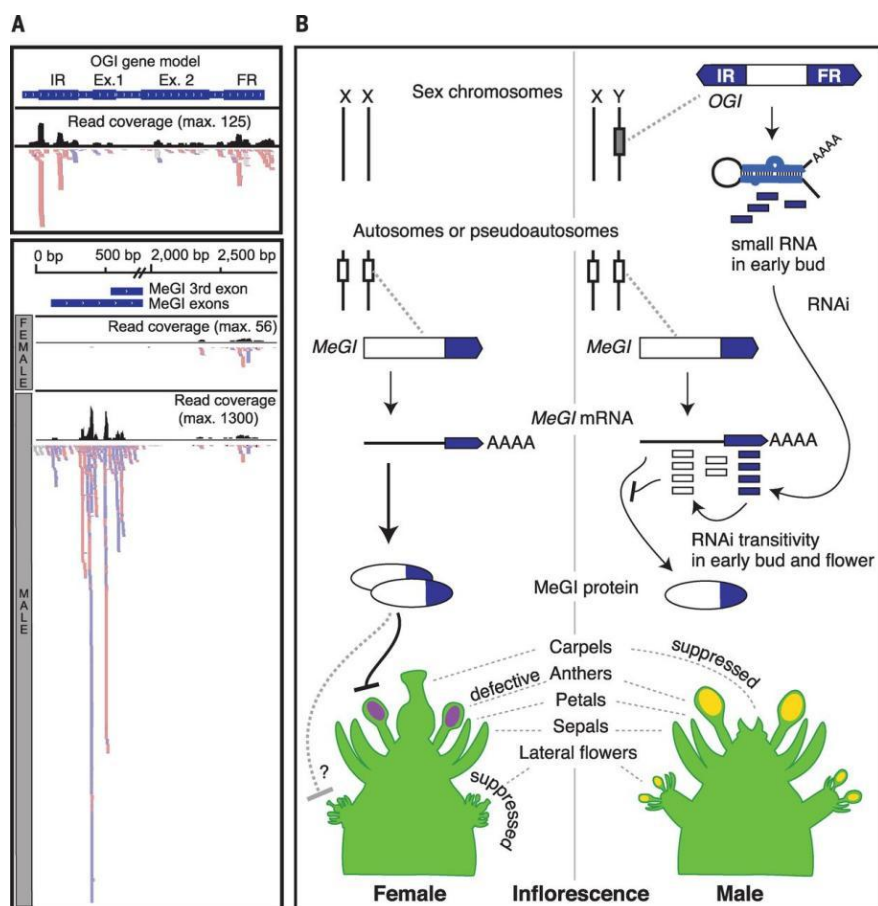 A
OGI gene model
IR Ex.1 Ex. 2 FR
Read coverage (max. 125)
0 bp 500 bp 2,000 bp 2,500 bp
MeGI 3rd exon
MeGI exons
FEMALE
Read coverage (max. 56)
MALE
Read coverage
(max. 1300)
B
X X
Sex chromosomes
X Y
IR FR
OGI
AAAA
small RNA
in early bud
Autosomes or pseudoautosomes
RNAi
MeGI
MeGI
MeGI mRNA
AAAA
AAAA
RNAi transitivity
in early bud and flower
MeGI protein
Carpels
suppressed
defective
Anthers
Petals
Sepals
Lateral flowers
?
suppressed
Female Inflorescence Male